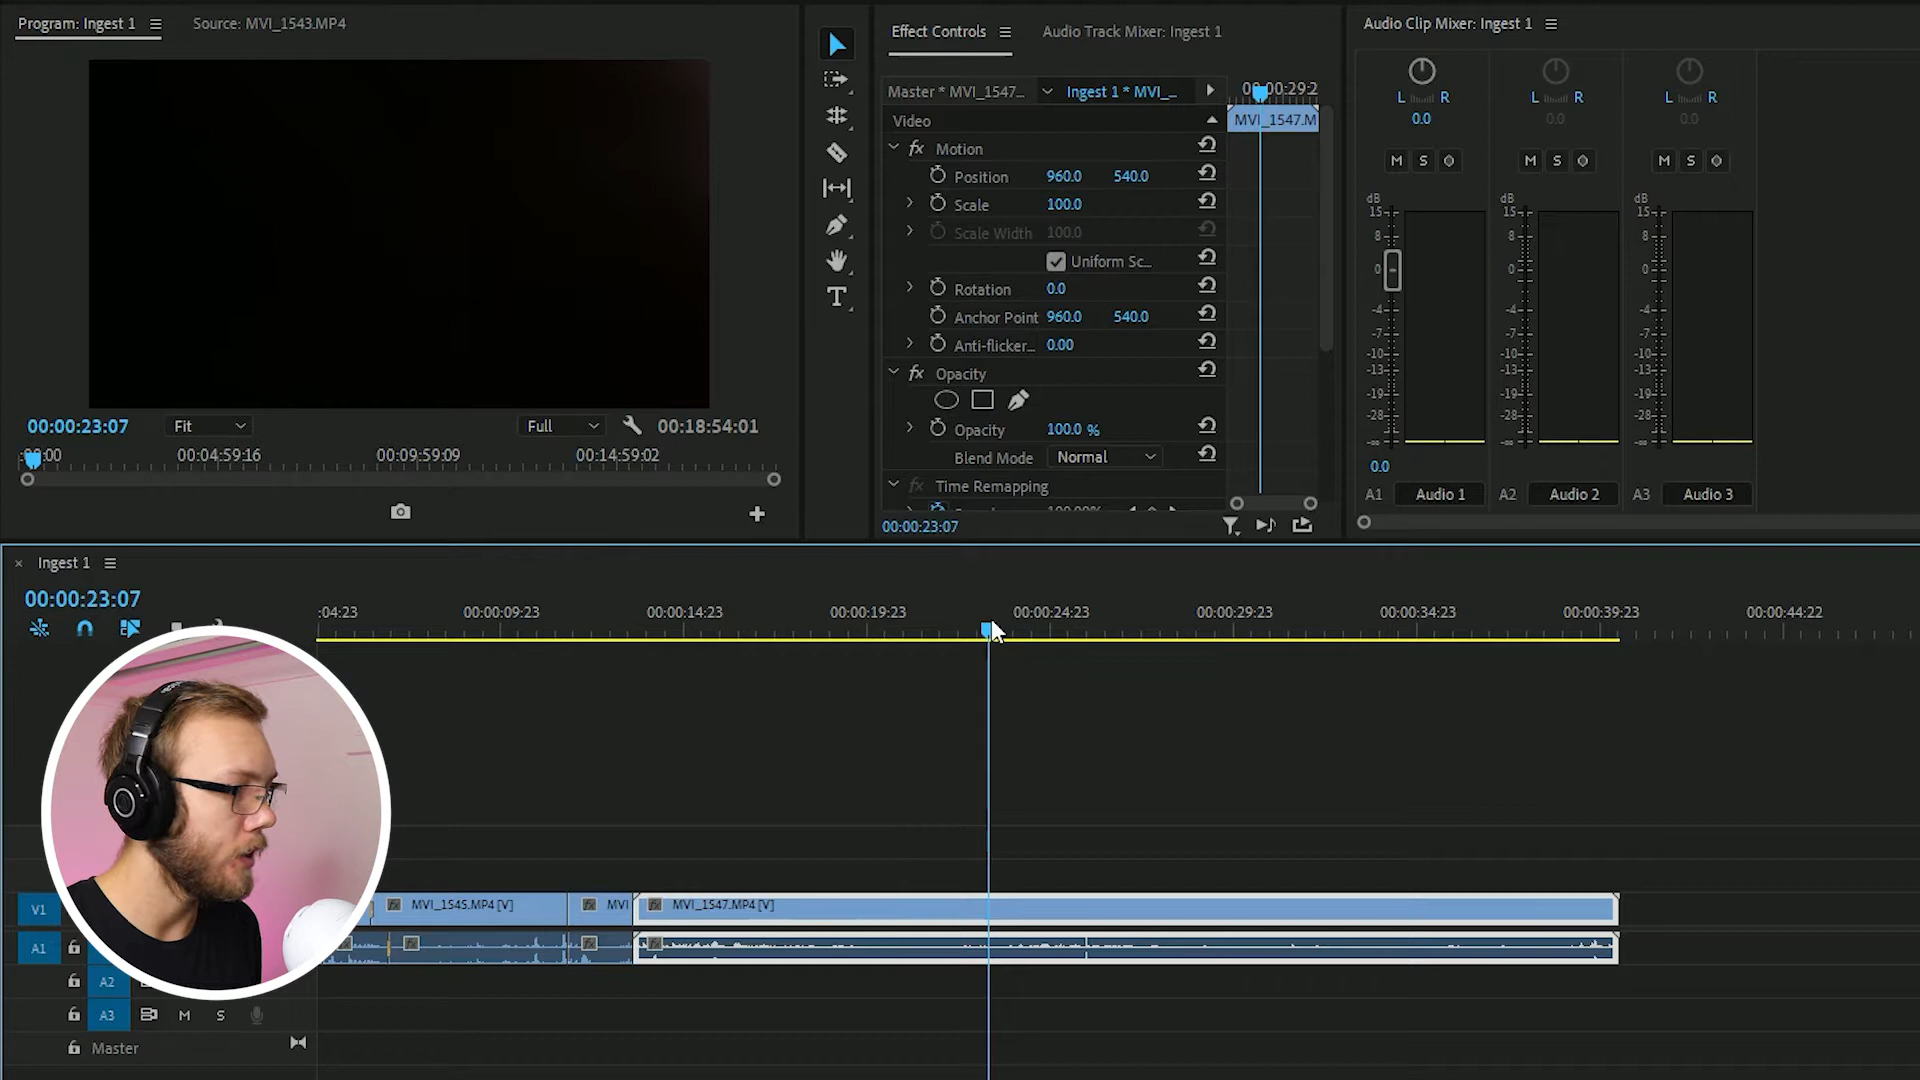 Program: Ingest 1
Source: MVI_1543.MP4
00:00:23:07
Fit
Full
00:18:54:01
:00:00
00:04:59:16
00:09:59:09
00:14:59:02
T
Effect Controls
Audio Track Mixer: Ingest 1
Master * MVI_1547...
Ingest 1 * MVI_...
00:00:29:2
Video
MVI_1547.M
fx Motion
Position 960.0 540.0
Scale 100.0
Scale Width 100.0
Uniform Sc...
Rotation 0.0
Anchor Point 960.0 540.0
Anti-flicker... 0.00
fx Opacity
Opacity 100.0 %
Blend Mode Normal
fx Time Remapping
00:00:23:07
Audio Clip Mixer: Ingest 1
L R L R L R
0.0 0.0 0.0
M S M S M S
dB dB dB
15 15 15
8 8 8
0 0 0
-4 -4 -4
-7 -7 -7
-10 -10 -10
-13 -13 -13
-19 -19 -19
-28 -28 -28
-∞ -∞ -∞
0.0
A1 Audio 1 A2 Audio 2 A3 Audio 3
× Ingest 1
00:00:23:07
:04:23
00:00:09:23
00:00:14:23
00:00:19:23
00:00:24:23
00:00:29:23
00:00:34:23
00:00:39:23
00:00:44:22
V1
fx MVI_1545.MP4 [V]
fx MVI
fx MVI_1547.MP4 [V]
A1
fx
fx
fx
A2
A3 M S
Master